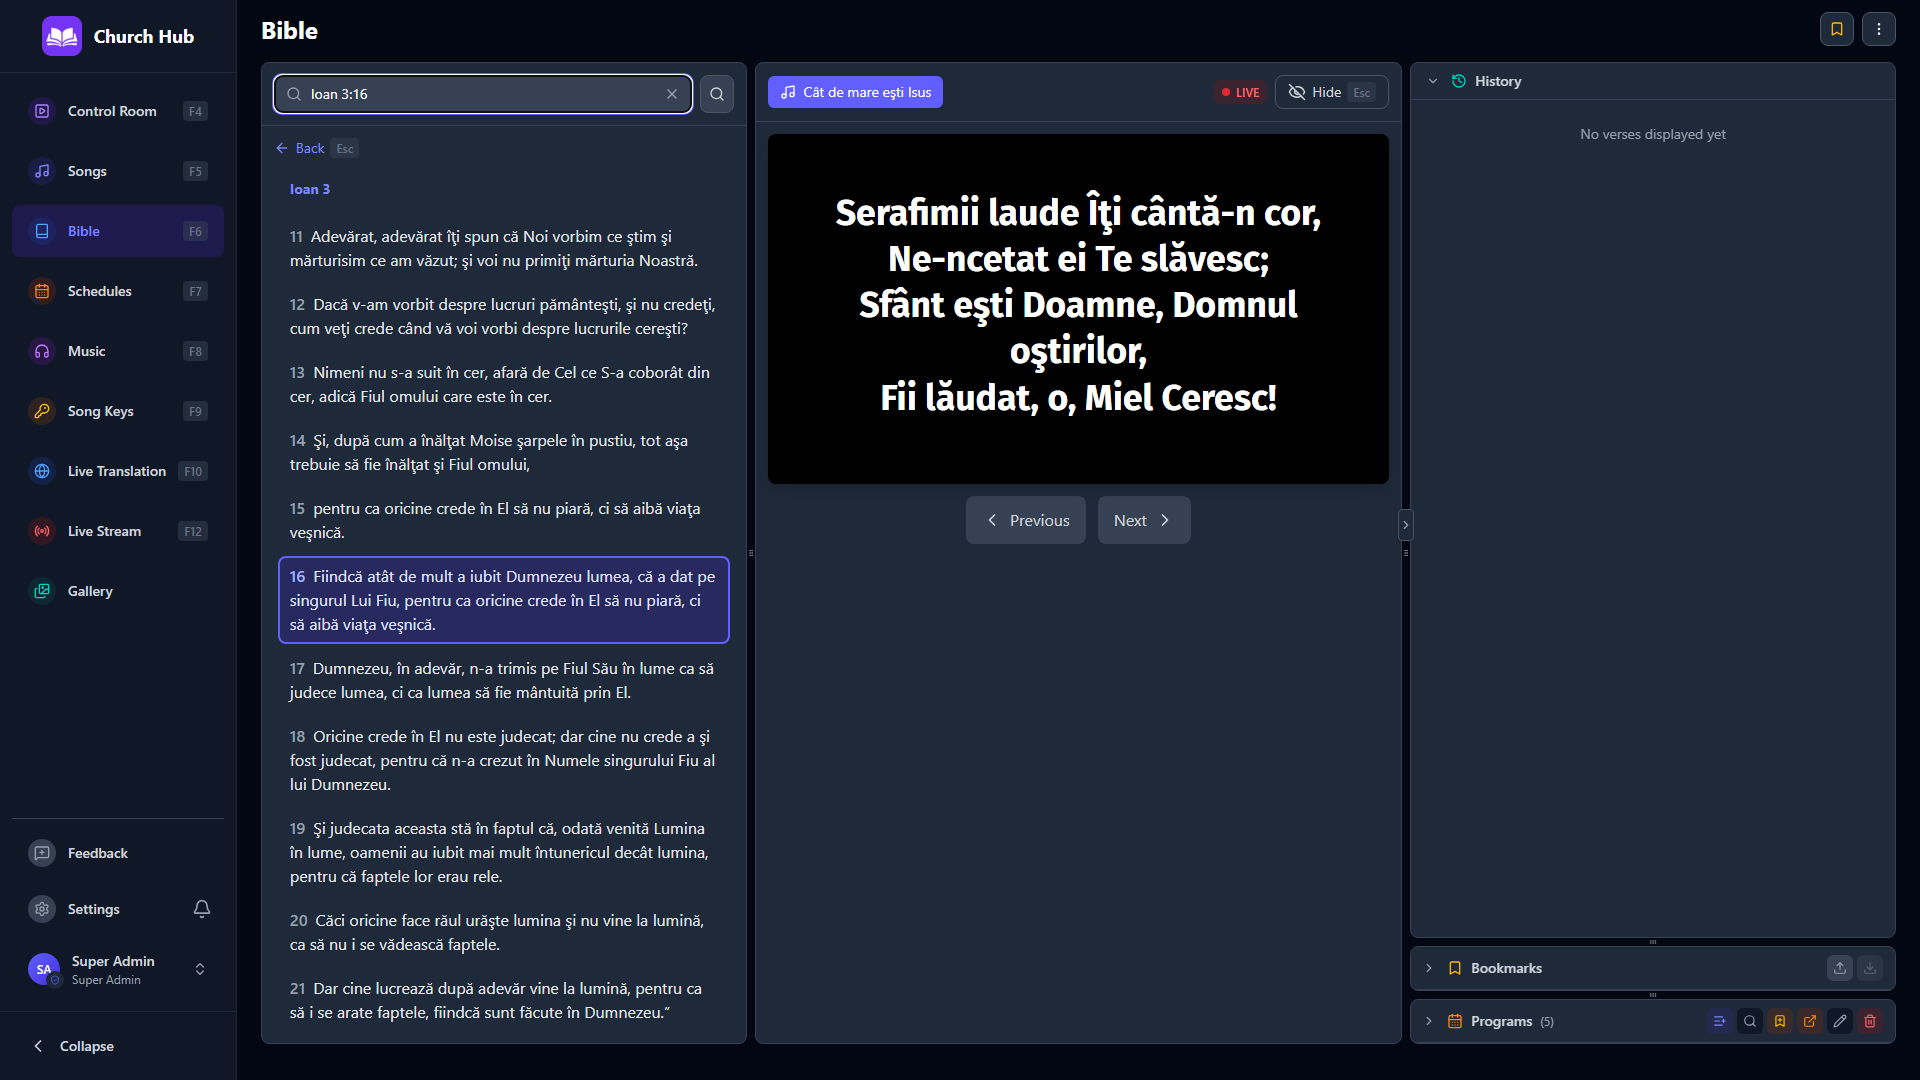 Church Hub
Control Room F4
Songs F5
Bible F6
Schedules F7
Music F8
Song Keys F9
Live Translation F10
Live Stream F12
Gallery
Feedback
Settings
SA
Super Admin
Super Admin
Collapse
Bible
Ioan 3:16
Back Esc
Ioan 3
11 Adevărat, adevărat îţi spun că Noi vorbim ce ştim şi
mărturisim ce am văzut; şi voi nu primiţi mărturia Noastră.
12 Dacă v-am vorbit despre lucruri pământeşti, şi nu credeţi,
cum veţi crede când vă voi vorbi despre lucrurile cereşti?
13 Nimeni nu s-a suit în cer, afară de Cel ce S-a coborât din
cer, adică Fiul omului care este în cer.
14 Şi, după cum a înălţat Moise şarpele în pustiu, tot aşa
trebuie să fie înălţat şi Fiul omului,
15 pentru ca oricine crede în El să nu piară, ci să aibă viaţa
veşnică.
16 Fiindcă atât de mult a iubit Dumnezeu lumea, că a dat pe
singurul Lui Fiu, pentru ca oricine crede în El să nu piară, ci
să aibă viaţa veşnică.
17 Dumnezeu, în adevăr, n-a trimis pe Fiul Său în lume ca să
judece lumea, ci ca lumea să fie mântuită prin El.
18 Oricine crede în El nu este judecat; dar cine nu crede a şi
fost judecat, pentru că n-a crezut în Numele singurului Fiu al
lui Dumnezeu.
19 Şi judecata aceasta stă în faptul că, odată venită Lumina
în lume, oamenii au iubit mai mult întunericul decât lumina,
pentru că faptele lor erau rele.
20 Căci oricine face răul urăşte lumina şi nu vine la lumină,
ca să nu i se vădească faptele.
21 Dar cine lucrează după adevăr vine la lumină, pentru ca
să i se arate faptele, fiindcă sunt făcute în Dumnezeu.“
Cât de mare eşti Isus
LIVE
Hide Esc
Serafimii laude Îţi cântă-n cor,
Ne-ncetat ei Te slăvesc;
Sfânt eşti Doamne, Domnul
oştirilor,
Fii lăudat, o, Miel Ceresc!
Previous
Next
History
No verses displayed yet
Bookmarks
Programs (5)